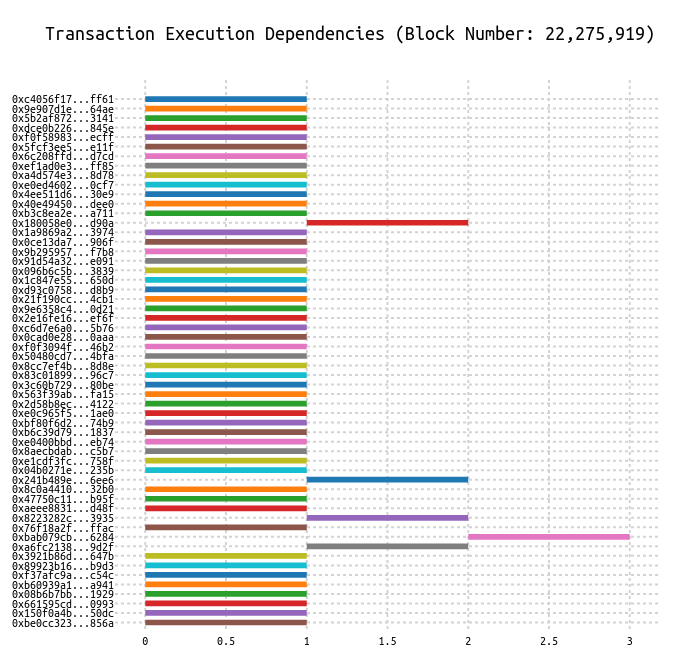 Transaction Execution Dependencies (Block Number: 22,275,919)
0xc4056f17...ff61
0x9e907d1e...64ae
0x5b2af872...3141
0xdce0b226...845e
0xf0f58983...ecff
0x5fcf3ee5...e11f
0x6c208ffd...d7cd
0xef1ad0e3...ff85
0xa4d574e3...8d78
0xe0ed4602...0cf7
0x4ee511d6...30e9
0x40e49450...dee0
0xb3c8ea2e...a711
0x180058e0...d90a
0x1a9869a2...3974
0x0ce13da7...906f
0x9b295957...f7b8
0x91d54a32...e091
0x096b6c5b...3839
0x1c847e55...650d
0xd93c0758...d8b9
0x21f190cc...4cb1
0x9e6358c4...0d21
0x2e16fe16...ef6f
0xc6d7e6a0...5b76
0x0cad0e28...0aaa
0xf0f3094f...46b2
0x50480cd7...4bfa
0x8cc7ef4b...8d8e
0x83c01899...96c7
0x3c60b729...80be
0x563f39ab...fa15
0x2d58b8ec...4122
0xe0c965f5...1ae0
0xbf80f6d2...74b9
0xb6c39d79...1837
0xe0400bbd...eb74
0x8aecbdab...c5b7
0xe1cdf3fc...758f
0x04b0271e...235b
0x241b489e...6ee6
0x8c0a4410...32b0
0x47750c11...b95f
0xaeee8831...d48f
0x8223282c...3935
0x76f18a2f...ffac
0xbab079cb...6284
0xa6fc2138...9d2f
0x3921b86d...647b
0x89923b16...b9d3
0xf37afc9a...c54c
0xb60939a1...a941
0x08b6b7bb...1929
0x661595cd...0993
0x150f0a4b...50dc
0xbe0cc323...856a
0 0.5 1 1.5 2 2.5 3